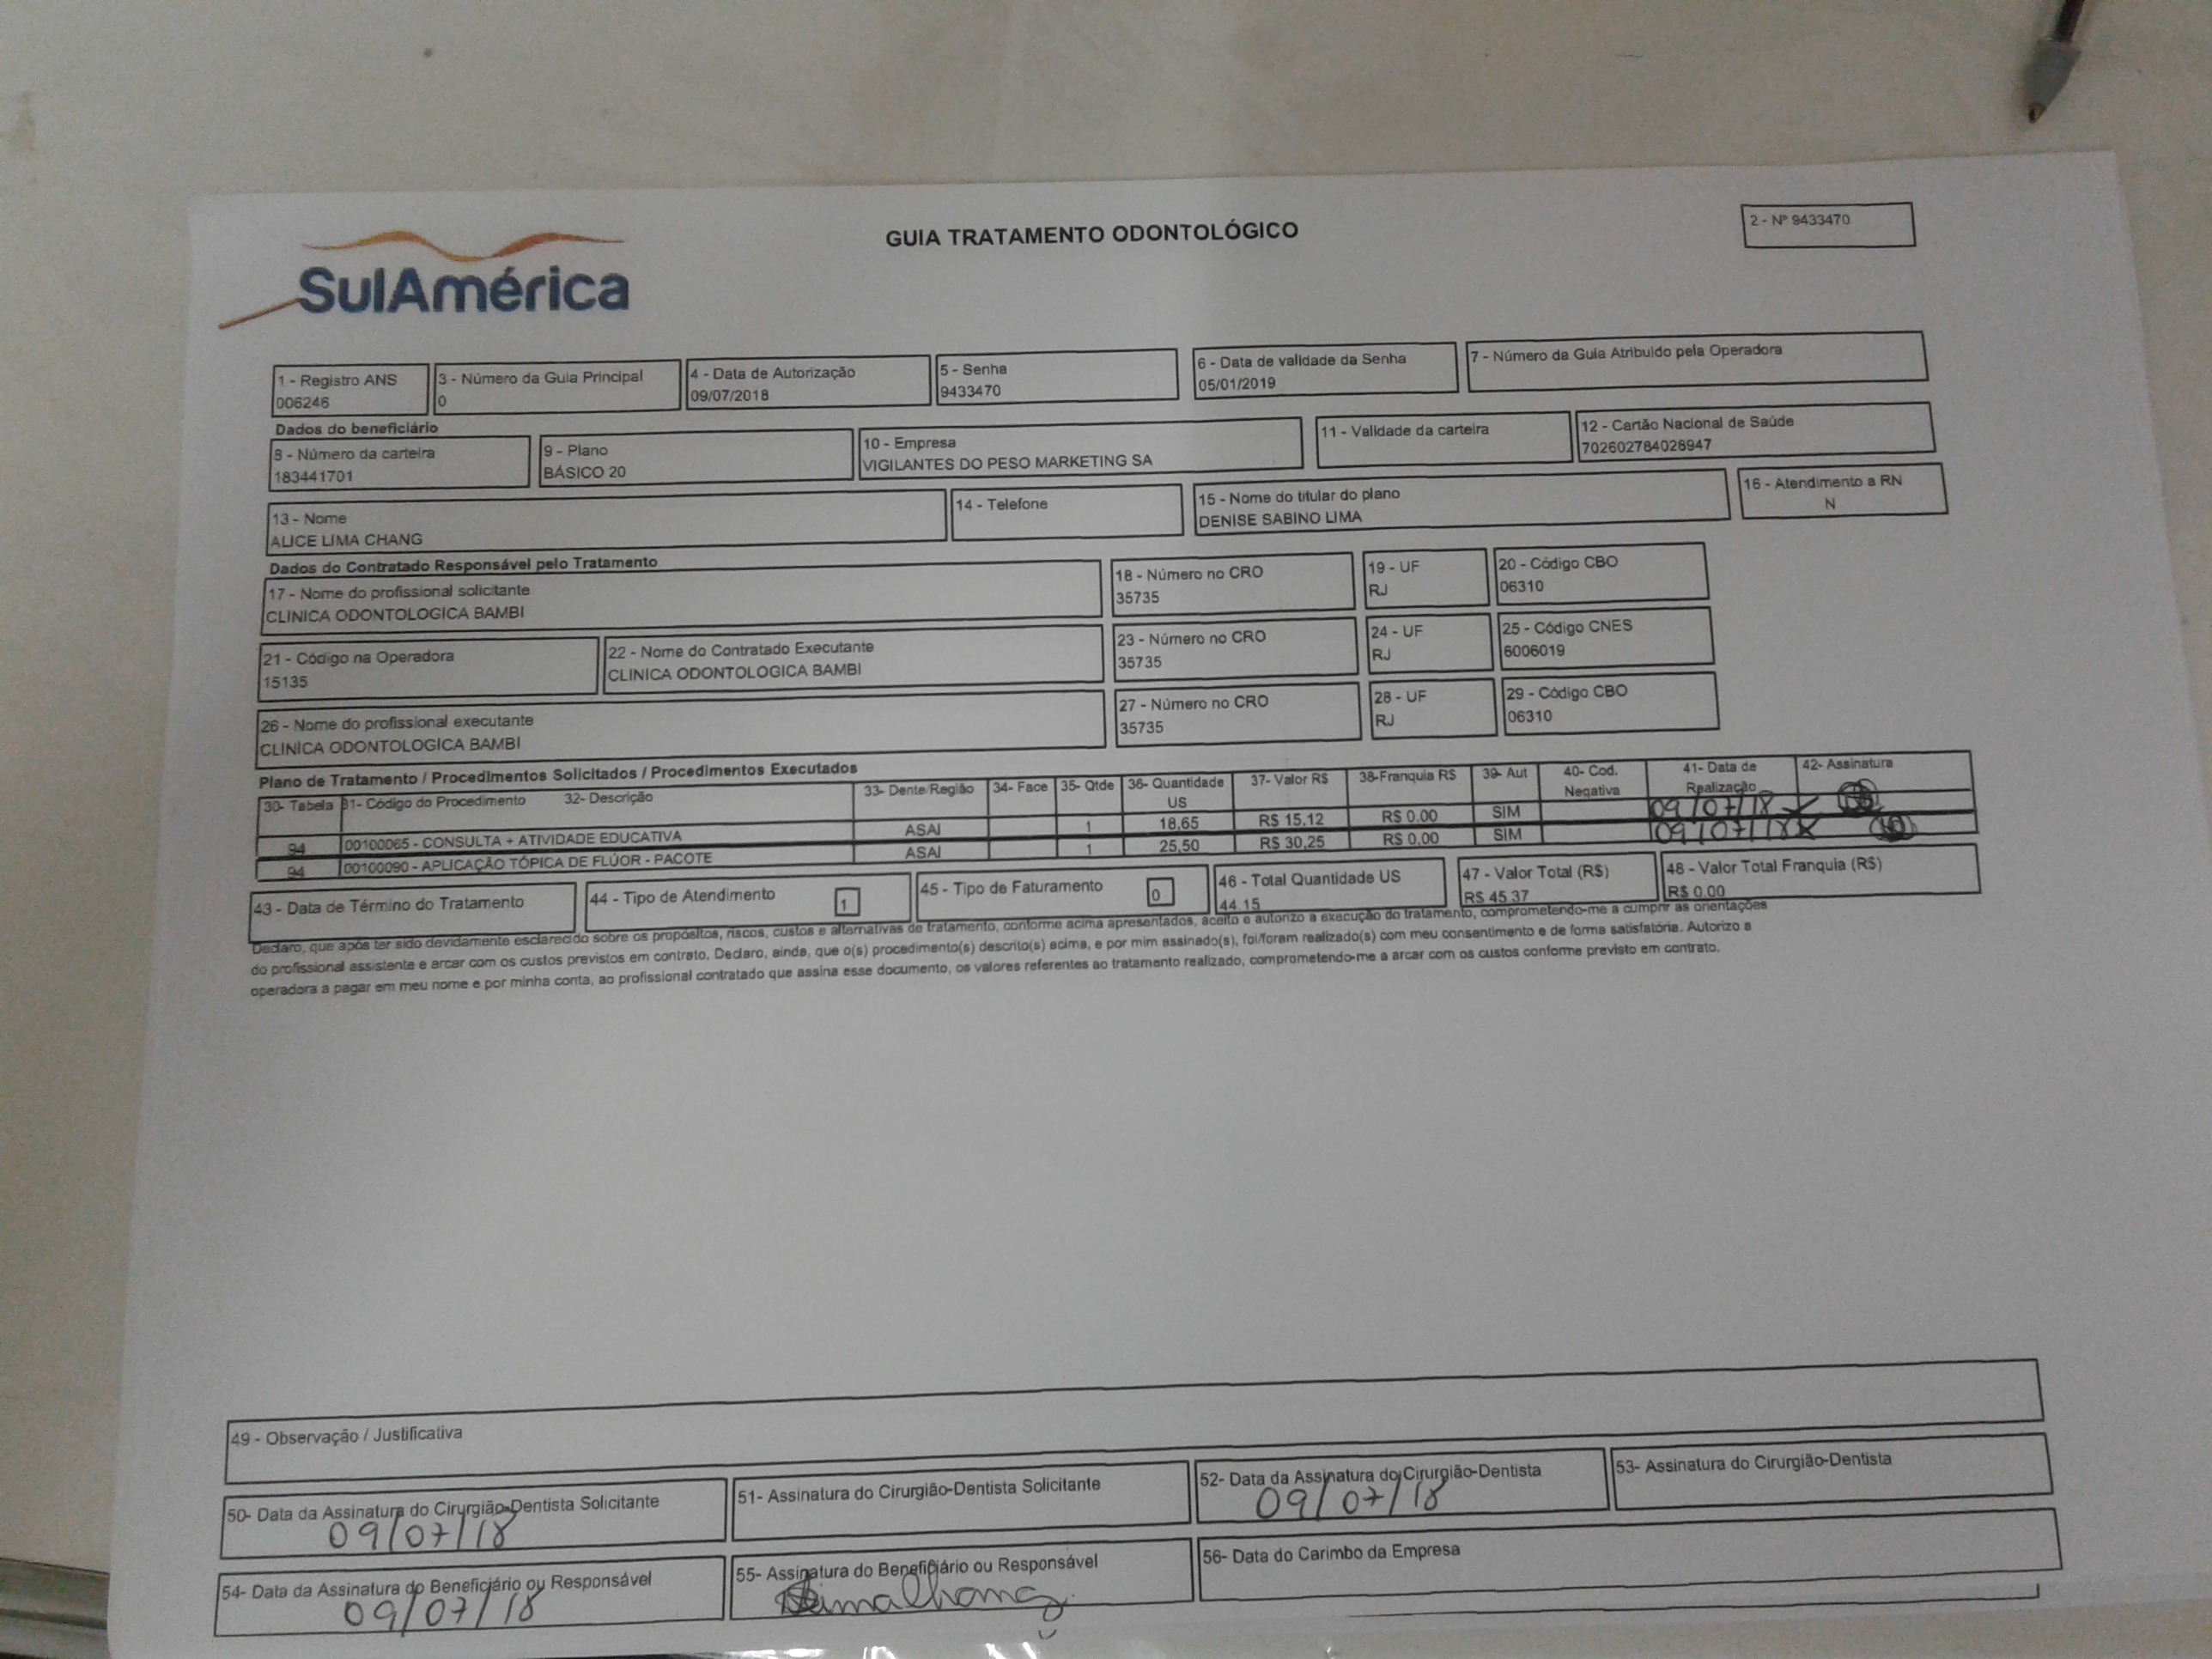 GUIA TRATAMENTO ODONTOLÓGICO
2 - Nº 9433470
SulAmérica
1 - Registro ANS
006246
3 - Número da Guia Principal
0
4 - Data de Autorização
09/07/2018
5 - Senha
9433470
6 - Data de validade da Senha
05/01/2019
7 - Número da Guia Atribuido pela Operadora
Dados do beneficiário
8 - Número da carteira
183441701
9 - Plano
BÁSICO 20
10 - Empresa
VIGILANTES DO PESO MARKETING SA
11 - Validade da carteira
12 - Cartão Nacional de Saúde
702602784028947
13 - Nome
ALICE LIMA CHANG
14 - Telefone
15 - Nome do titular do plano
DENISE SABINO LIMA
16 - Atendimento a RN
N
Dados do Contratado Responsável pelo Tratamento
17 - Nome do profissional solicitante
CLINICA ODONTOLOGICA BAMBI
18 - Número no CRO
35735
19 - UF
RJ
20 - Código CBO
06310
21 - Código na Operadora
15135
22 - Nome do Contratado Executante
CLINICA ODONTOLOGICA BAMBI
23 - Número no CRO
35735
24 - UF
RJ
25 - Código CNES
6006019
26 - Nome do profissional executante
CLINICA ODONTOLOGICA BAMBI
27 - Número no CRO
35735
28 - UF
RJ
29 - Código CBO
06310
Plano de Tratamento / Procedimentos Solicitados / Procedimentos Executados
30- Tabela 31- Código do Procedimento 32- Descrição 33- Dente/Região 34- Face 35- Qtde 36- Quantidade US 37- Valor R$ 38-Franquia R$ 39- Aut 40- Cod. Negativa 41- Data de Realização 42- Assinatura
94 00100065 - CONSULTA + ATIVIDADE EDUCATIVA ASAI 1 18,65 R$ 15,12 R$ 0.00 SIM 09/07/18 x
94 00100090 - APLICAÇÃO TÓPICA DE FLÚOR - PACOTE ASAI 1 25,50 R$ 30,25 R$ 0,00 SIM 09/07/18 x
43 - Data de Término do Tratamento
44 - Tipo de Atendimento 1
45 - Tipo de Faturamento 0
46 - Total Quantidade US
44.15
47 - Valor Total (R$)
R$ 45.37
48 - Valor Total Franquia (R$)
R$ 0.00
Declaro, que após ter sido devidamente esclarecido sobre os propósitos, riscos, custos e alternativas de tratamento, conforme acima apresentados, aceito e autorizo a execução do tratamento, comprometendo-me a cumprir as orientações
do profissional assistente e arcar com os custos previstos em contrato. Declaro, ainda, que o(s) procedimento(s) descrito(s) acima, e por mim assinado(s), foi/foram realizado(s) com meu consentimento e de forma satisfatória. Autorizo a
operadora a pagar em meu nome e por minha conta, ao profissional contratado que assina esse documento, os valores referentes ao tratamento realizado, comprometendo-me a arcar com os custos conforme previsto em contrato.
49 - Observação / Justificativa
50- Data da Assinatura do Cirurgião-Dentista Solicitante
09/07/18
51- Assinatura do Cirurgião-Dentista Solicitante
52- Data da Assinatura do Cirurgião-Dentista
09/07/18
53- Assinatura do Cirurgião-Dentista
54- Data da Assinatura do Beneficiário ou Responsável
09/07/18
55- Assinatura do Beneficiário ou Responsável
56- Data do Carimbo da Empresa